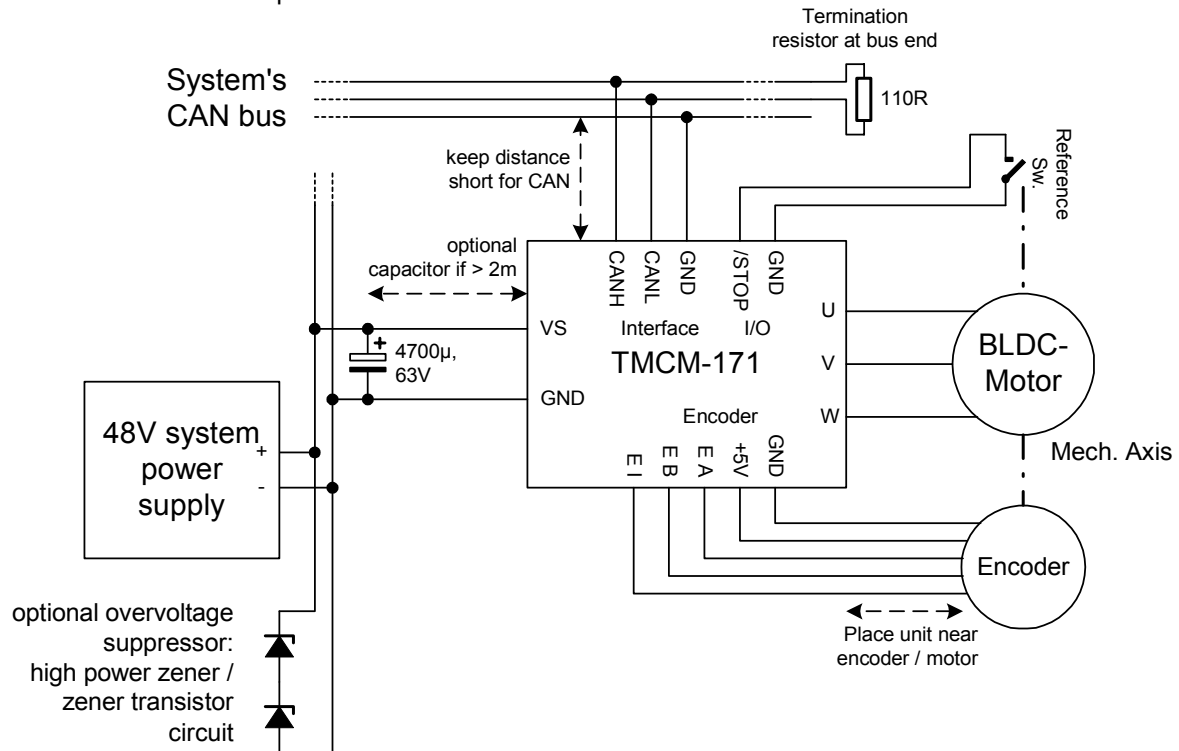 Termination
resistor at bus end
System's
CAN bus
110R
keep distance
short for CAN
Reference
Sw.
optional
capacitor if > 2m
CANH
CANL
GND
/STOP
GND
VS
Interface
I/O
U
4700µ,
63V
+
TMCM-171
V
BLDC-
Motor
GND
Encoder
W
48V system
power
supply
+
-
E I
E B
E A
+5V
GND
Mech. Axis
Encoder
optional overvoltage
suppressor:
high power zener /
zener transistor
circuit
Place unit near
encoder / motor